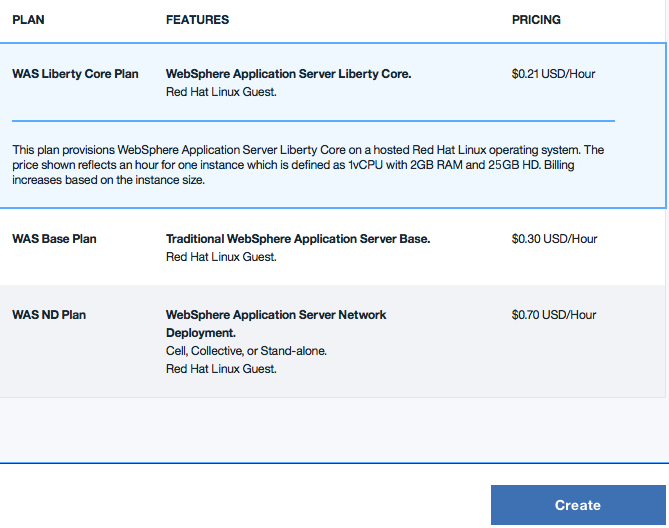 PLAN FEATURES PRICING
WAS Liberty Core Plan WebSphere Application Server Liberty Core. $0.21 USD/Hour
Red Hat Linux Guest.
This plan provisions WebSphere Application Server Liberty Core on a hosted Red Hat Linux operating system. The
price shown reflects an hour for one instance which is defined as 1vCPU with 2GB RAM and 25GB HD. Billing
increases based on the instance size.
WAS Base Plan Traditional WebSphere Application Server Base. $0.30 USD/Hour
Red Hat Linux Guest.
WAS ND Plan WebSphere Application Server Network $0.70 USD/Hour
Deployment.
Cell, Collective, or Stand-alone.
Red Hat Linux Guest.
Create